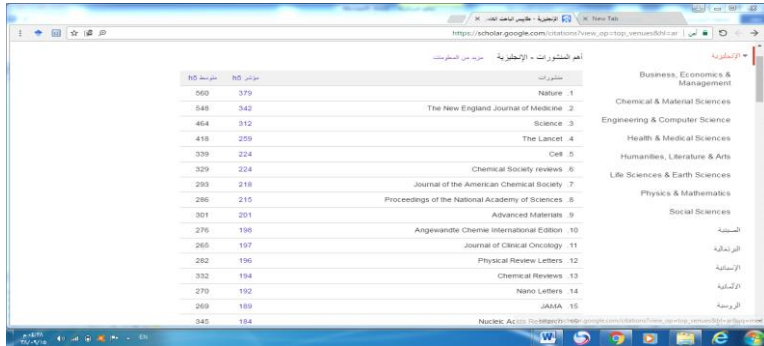 الإنجليزية - مقاييس الباحث العلمي
New Tab
https://scholar.google.com/citations?view_op=top_venues&hl=ar
أهم المنشورات - الإنجليزية مزيد من المعلومات
منشورات مؤشر h5 متوسط h5
1. Nature 379 560
2. The New England Journal of Medicine 342 548
3. Science 312 464
4. The Lancet 259 418
5. Cell 224 339
6. Chemical Society reviews 224 329
7. Journal of the American Chemical Society 218 293
8. Proceedings of the National Academy of Sciences 215 286
9. Advanced Materials 201 301
10. Angewandte Chemie International Edition 198 276
11. Journal of Clinical Oncology 197 265
12. Physical Review Letters 196 282
13. Chemical Reviews 194 332
14. Nano Letters 192 270
15. JAMA 189 269
Nucleic Acids 184 345
الإنجليزية
Business, Economics &
Management
Chemical & Material Sciences
Engineering & Computer Science
Health & Medical Sciences
Humanities, Literature & Arts
Life Sciences & Earth Sciences
Physics & Mathematics
Social Sciences
الصينية
البرتغالية
الإسبانية
الألمانية
الروسية
EN